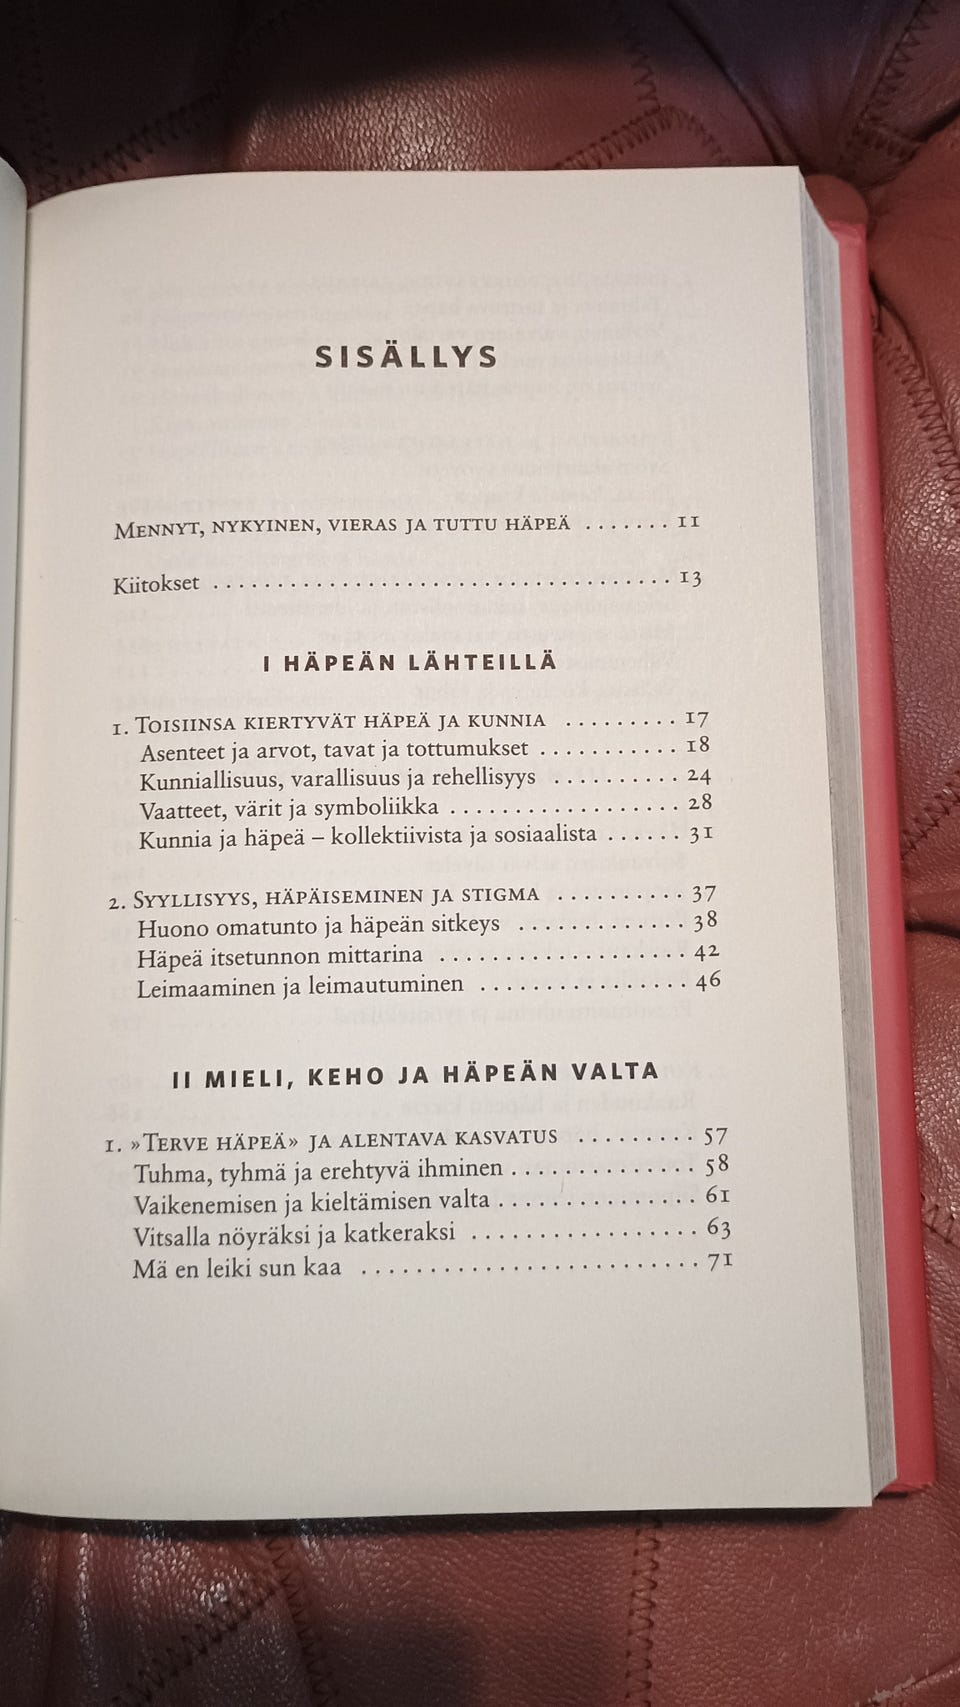 SISÄLLYS
MENNYT, NYKYINEN, VIERAS JA TUTTU HÄPEÄ ....... 11
Kiitokset .................................... 13
I HÄPEÄN LÄHTEILLÄ
1. TOISIINSA KIERTYVÄT HÄPEÄ JA KUNNIA ......... 17
Asenteet ja arvot, tavat ja tottumukset ........... 18
Kunniallisuus, varallisuus ja rehellisyys .......... 24
Vaatteet, värit ja symboliikka .................. 28
Kunnia ja häpeä – kollektiivista ja sosiaalista ...... 31
2. SYYLLISYYS, HÄPÄISEMINEN JA STIGMA .......... 37
Huono omatunto ja häpeän sitkeys ............. 38
Häpeä itsetunnon mittarina ................... 42
Leimaaminen ja leimautuminen ................ 46
II MIELI, KEHO JA HÄPEÄN VALTA
1. »TERVE HÄPEÄ» JA ALENTAVA KASVATUS ......... 57
Tuhma, tyhmä ja erehtyvä ihminen .............. 58
Vaikenemisen ja kieltämisen valta ............... 61
Vitsalla nöyräksi ja katkeraksi ................. 63
Mä en leiki sun kaa ......................... 71